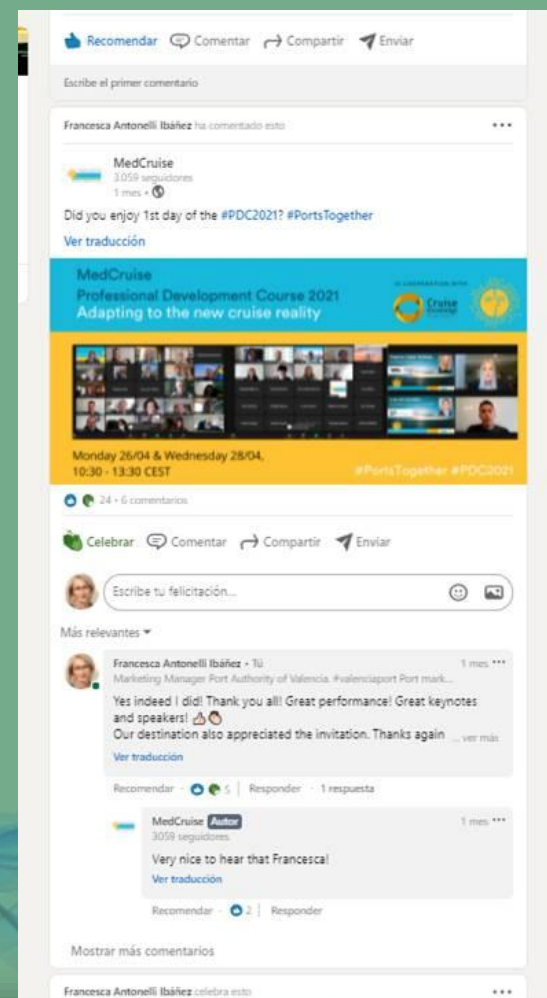 Recomendar Comentar Compartir Enviar
Escribe el primer comentario
Francesca Antonelli Ibáñez ha comentado esto
MedCruise
3.059 seguidores
1 mes •
Did you enjoy 1st day of the #PDC2021? #PortsTogether
Ver traducción
MedCruise
Professional Development Course 2021
Adapting to the new cruise reality
IN COOPERATION WITH
Cruise
Monday 26/04 & Wednesday 28/04,
10:30 - 13:30 CEST
#PortsTogether #PDC2021
24 • 6 comentarios
Celebrar Comentar Compartir Enviar
Escribe tu felicitación...
Más relevantes
Francesca Antonelli Ibáñez • Tú
1 mes
Marketing Manager Port Authority of Valencia. #valenciaport Port mark...
Yes indeed I did! Thank you all! Great performance! Great keynotes
and speakers!
Our destination also appreciated the invitation. Thanks again ... ver más
Ver traducción
Recomendar · 5 | Responder · 1 respuesta
MedCruise Autor
1 mes
3059 seguidores
Very nice to hear that Francesca!
Ver traducción
Recomendar · 2 | Responder
Mostrar más comentarios
Francesca Antonelli Ibáñez celebra esto